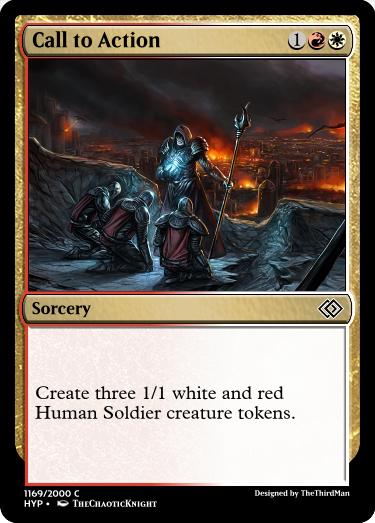 Call to Action 1
Sorcery
Create three 1/1 white and red
Human Soldier creature tokens.
1169/2000 C
HYP • TheChaoticKnight
Designed by TheThirdMan